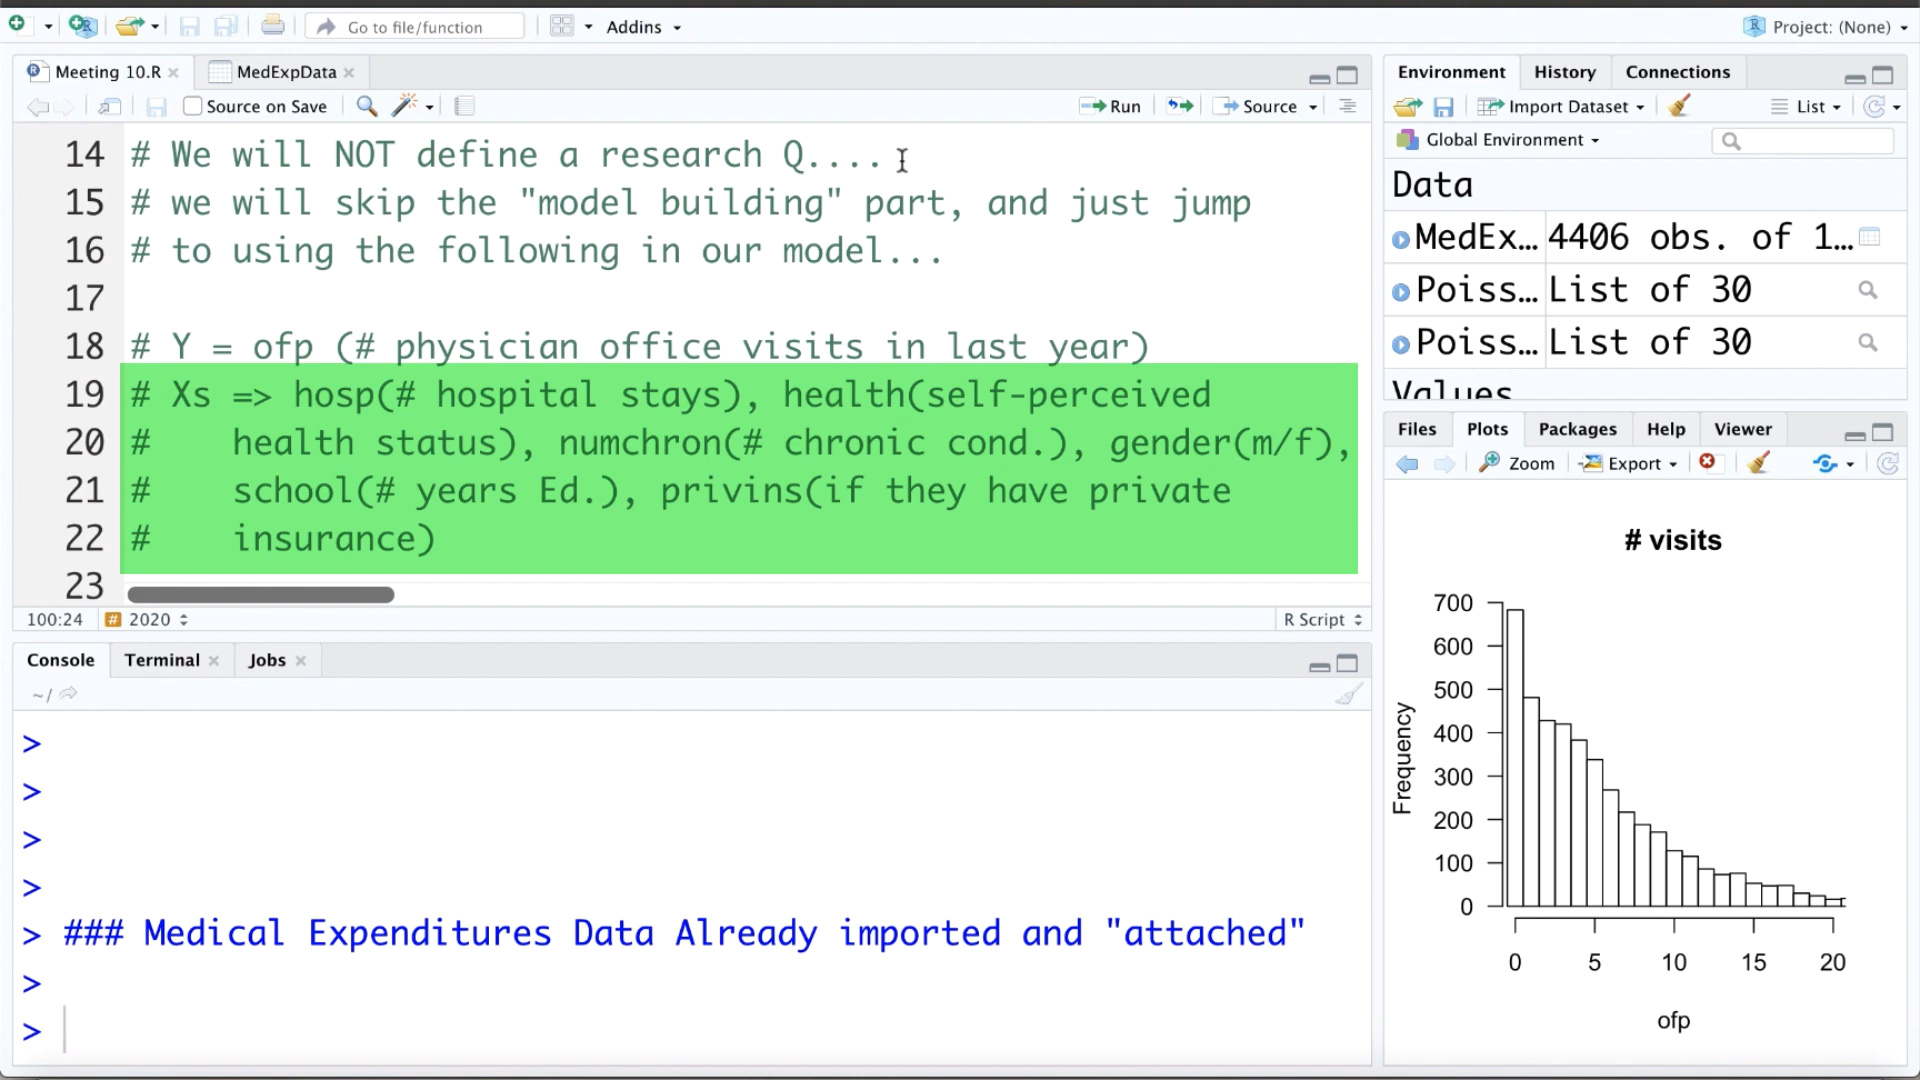 Go to file/function
Addins
Project: (None)
Meeting 10.R
MedExpData
Source on Save
Run
Source
14 # We will NOT define a research Q....
15 # we will skip the "model building" part, and just jump
16 # to using the following in our model...
17
18 # Y = ofp (# physician office visits in last year)
19 # Xs => hosp(# hospital stays), health(self-perceived
20 #    health status), numchron(# chronic cond.), gender(m/f),
21 #    school(# years Ed.), privins(if they have private
22 #    insurance)
23
100:24
# 2020
R Script
Console
Terminal
Jobs
~/
>
>
>
>
> ### Medical Expenditures Data Already imported and "attached"
>
>
Environment
History
Connections
Import Dataset
List
Global Environment
Data
MedEx… 4406 obs. of 1…
Poiss… List of 30
Poiss… List of 30
Values
Files
Plots
Packages
Help
Viewer
Zoom
Export
# visits
Frequency
700
600
500
400
300
200
100
0
0 5 10 15 20
ofp